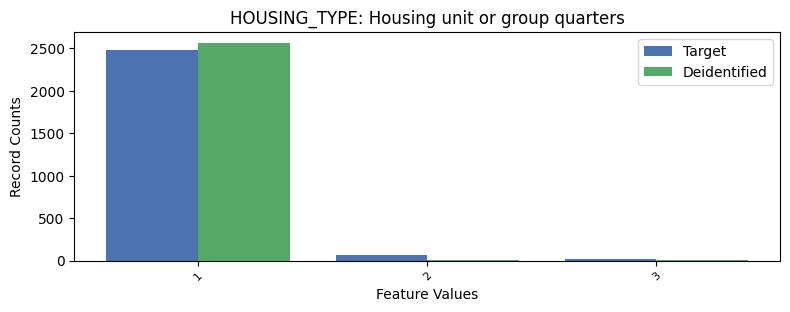 HOUSING_TYPE: Housing unit or group quarters
Target
Deidentified
Record Counts
2500
2000
1500
1000
500
0
1
2
3
Feature Values